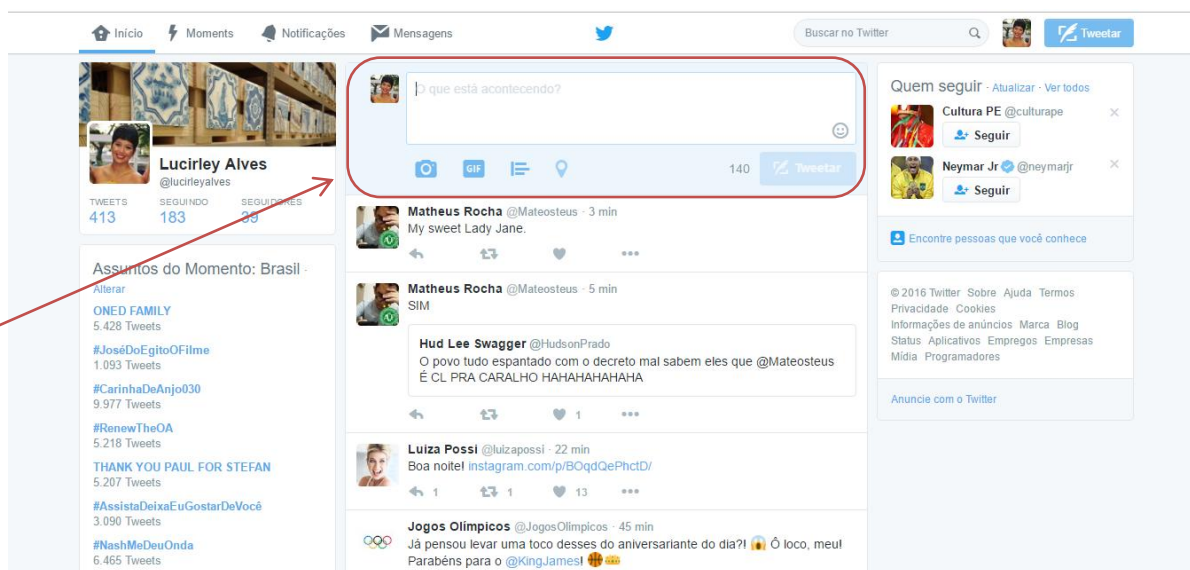 Início Moments Notificações Mensagens Buscar no Twitter Tweetar
Lucirley Alves
@lucirleyalves
TWEETS SEGUINDO SEGUIDORES
413 183 39
Assuntos do Momento: Brasil ·
Alterar
ONED FAMILY
5.428 Tweets
#JoséDoEgitoOFilme
1.093 Tweets
#CarinhaDeAnjo030
9.977 Tweets
#RenewTheOA
5.218 Tweets
THANK YOU PAUL FOR STEFAN
5.207 Tweets
#AssistaDeixaEuGostarDeVocê
3.090 Tweets
#NashMeDeuOnda
6.465 Tweets
O que está acontecendo?
GIF 140 Tweetar
Matheus Rocha @Mateosteus · 3 min
My sweet Lady Jane.
Matheus Rocha @Mateosteus · 5 min
SIM
Hud Lee Swagger @HudsonPrado
O povo tudo espantado com o decreto mal sabem eles que @Mateosteus
É CL PRA CARALHO HAHAHAHAHAHA
1
Luiza Possi @luizapossi · 22 min
Boa noite! instagram.com/p/BOqdQePhctD/
1 1 13
Jogos Olímpicos @JogosOlimpicos · 45 min
Já pensou levar uma toco desses do aniversariante do dia?! Ô loco, meu!
Parabéns para o @KingJames!
Quem seguir · Atualizar · Ver todos
Cultura PE @culturape
Seguir
Neymar Jr @neymarjr
Seguir
Encontre pessoas que você conhece
© 2016 Twitter Sobre Ajuda Termos
Privacidade Cookies
Informações de anúncios Marca Blog
Status Aplicativos Empregos Empresas
Mídia Programadores
Anuncie com o Twitter